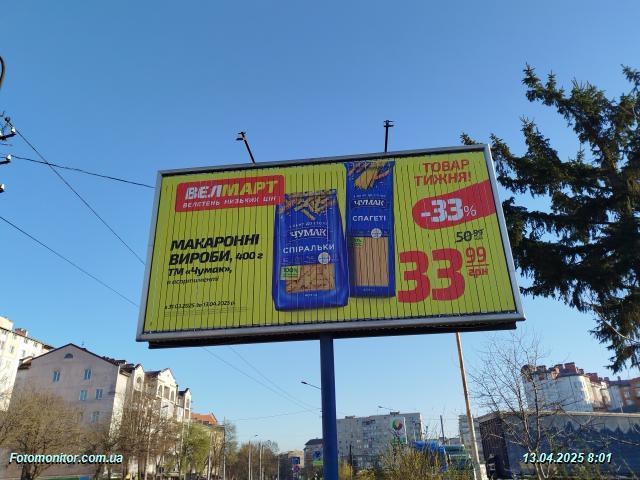 ВЕЛМАРТ
ВЕЛЕТЕНЬ НИЗЬКИХ ЦІН
МАКАРОННІ
ВИРОБИ, 400 г
ТМ «Чумак»,
в асортименті
ЧУМАК
СПІРАЛЬКИ
100%
ЧУМАК
СПАГЕТІ
ТОВАР
ТИЖНЯ!
-33%
50 99
33 99
грн
Fotomonitor.com.ua
13.04.2025 8:01